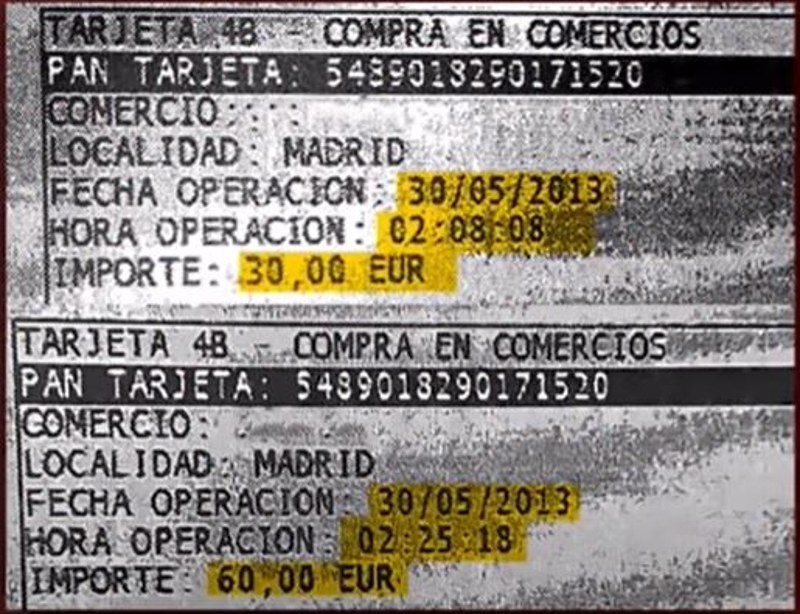 TARJETA 4B - COMPRA EN COMERCIOS
PAN TARJETA: 5489018290171520
COMERCIO:
LOCALIDAD: MADRID
FECHA OPERACION: 30/05/2013
HORA OPERACION: 02:08:08
IMPORTE: 30,00 EUR
TARJETA 4B - COMPRA EN COMERCIOS
PAN TARJETA: 5489018290171520
COMERCIO:
LOCALIDAD: MADRID
FECHA OPERACION: 30/05/2013
HORA OPERACION: 02:25:18
IMPORTE: 60,00 EUR